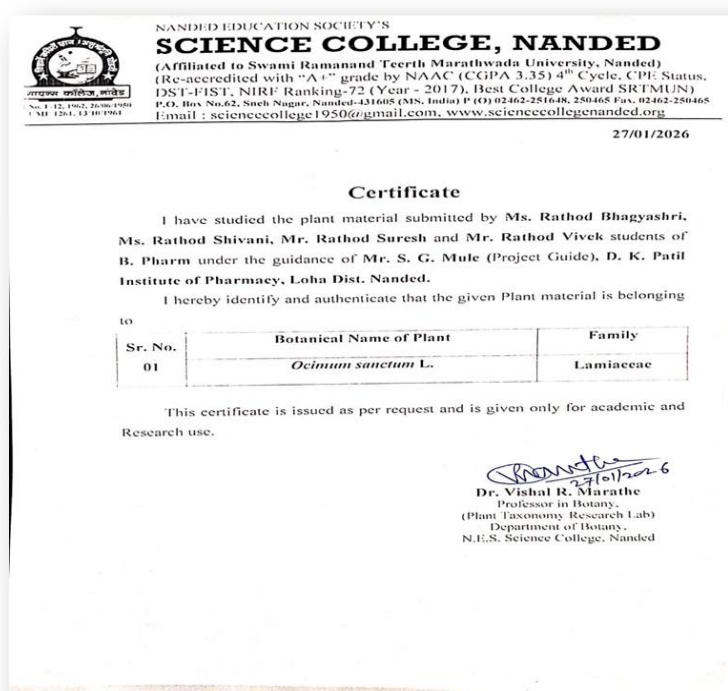 NANDED EDUCATION SOCIETY'S
SCIENCE COLLEGE, NANDED
(Affiliated to Swami Ramanand Teerth Marathwada University, Nanded)
(Re-accredited with "A+" grade by NAAC (CGPA 3.35) 4th Cycle, CPE Status,
DST-FIST, NIRF Ranking-72 (Year - 2017), Best College Award SRTMUN)
P.O. Box No.62, Sneh Nagar, Nanded-431605 (MS, India) P (O) 02462-251648, 250465 Fax. 02462-250465
Email : sciencecollege1950@gmail.com, www.sciencecollegenanded.org
सायन्स कॉलेज, नांदेड
27/01/2026
Certificate
I have studied the plant material submitted by Ms. Rathod Bhagyashri,
Ms. Rathod Shivani, Mr. Rathod Suresh and Mr. Rathod Vivek students of
B. Pharm under the guidance of Mr. S. G. Mule (Project Guide), D. K. Patil
Institute of Pharmacy, Loha Dist. Nanded.
I hereby identify and authenticate that the given Plant material is belonging
to
Sr. No. Botanical Name of Plant Family
01 Ocimum sanctum L. Lamiaceae
This certificate is issued as per request and is given only for academic and
Research use.
27/01/2026
Dr. Vishal R. Marathe
Professor in Botany,
(Plant Taxonomy Research Lab)
Department of Botany,
N.E.S. Science College, Nanded